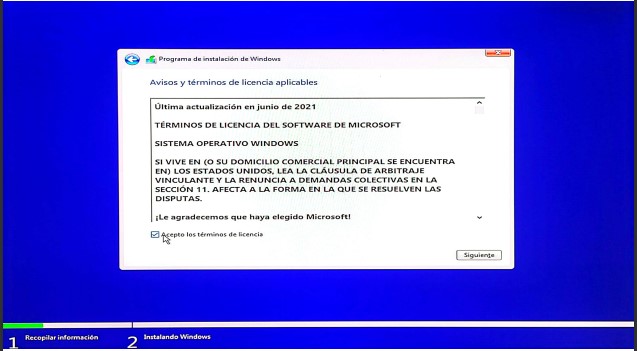 Programa de instalación de Windows
Avisos y términos de licencia aplicables
Última actualización en junio de 2021
TÉRMINOS DE LICENCIA DEL SOFTWARE DE MICROSOFT
SISTEMA OPERATIVO WINDOWS
SI VIVE EN (O SU DOMICILIO COMERCIAL PRINCIPAL SE ENCUENTRA
EN) LOS ESTADOS UNIDOS, LEA LA CLÁUSULA DE ARBITRAJE
VINCULANTE Y LA RENUNCIA A DEMANDAS COLECTIVAS EN LA
SECCIÓN 11. AFECTA A LA FORMA EN LA QUE SE RESUELVEN LAS
DISPUTAS.
¡Le agradecemos que haya elegido Microsoft!
Acepto los términos de licencia
Siguiente
1 Recopilar información
2 Instalando Windows